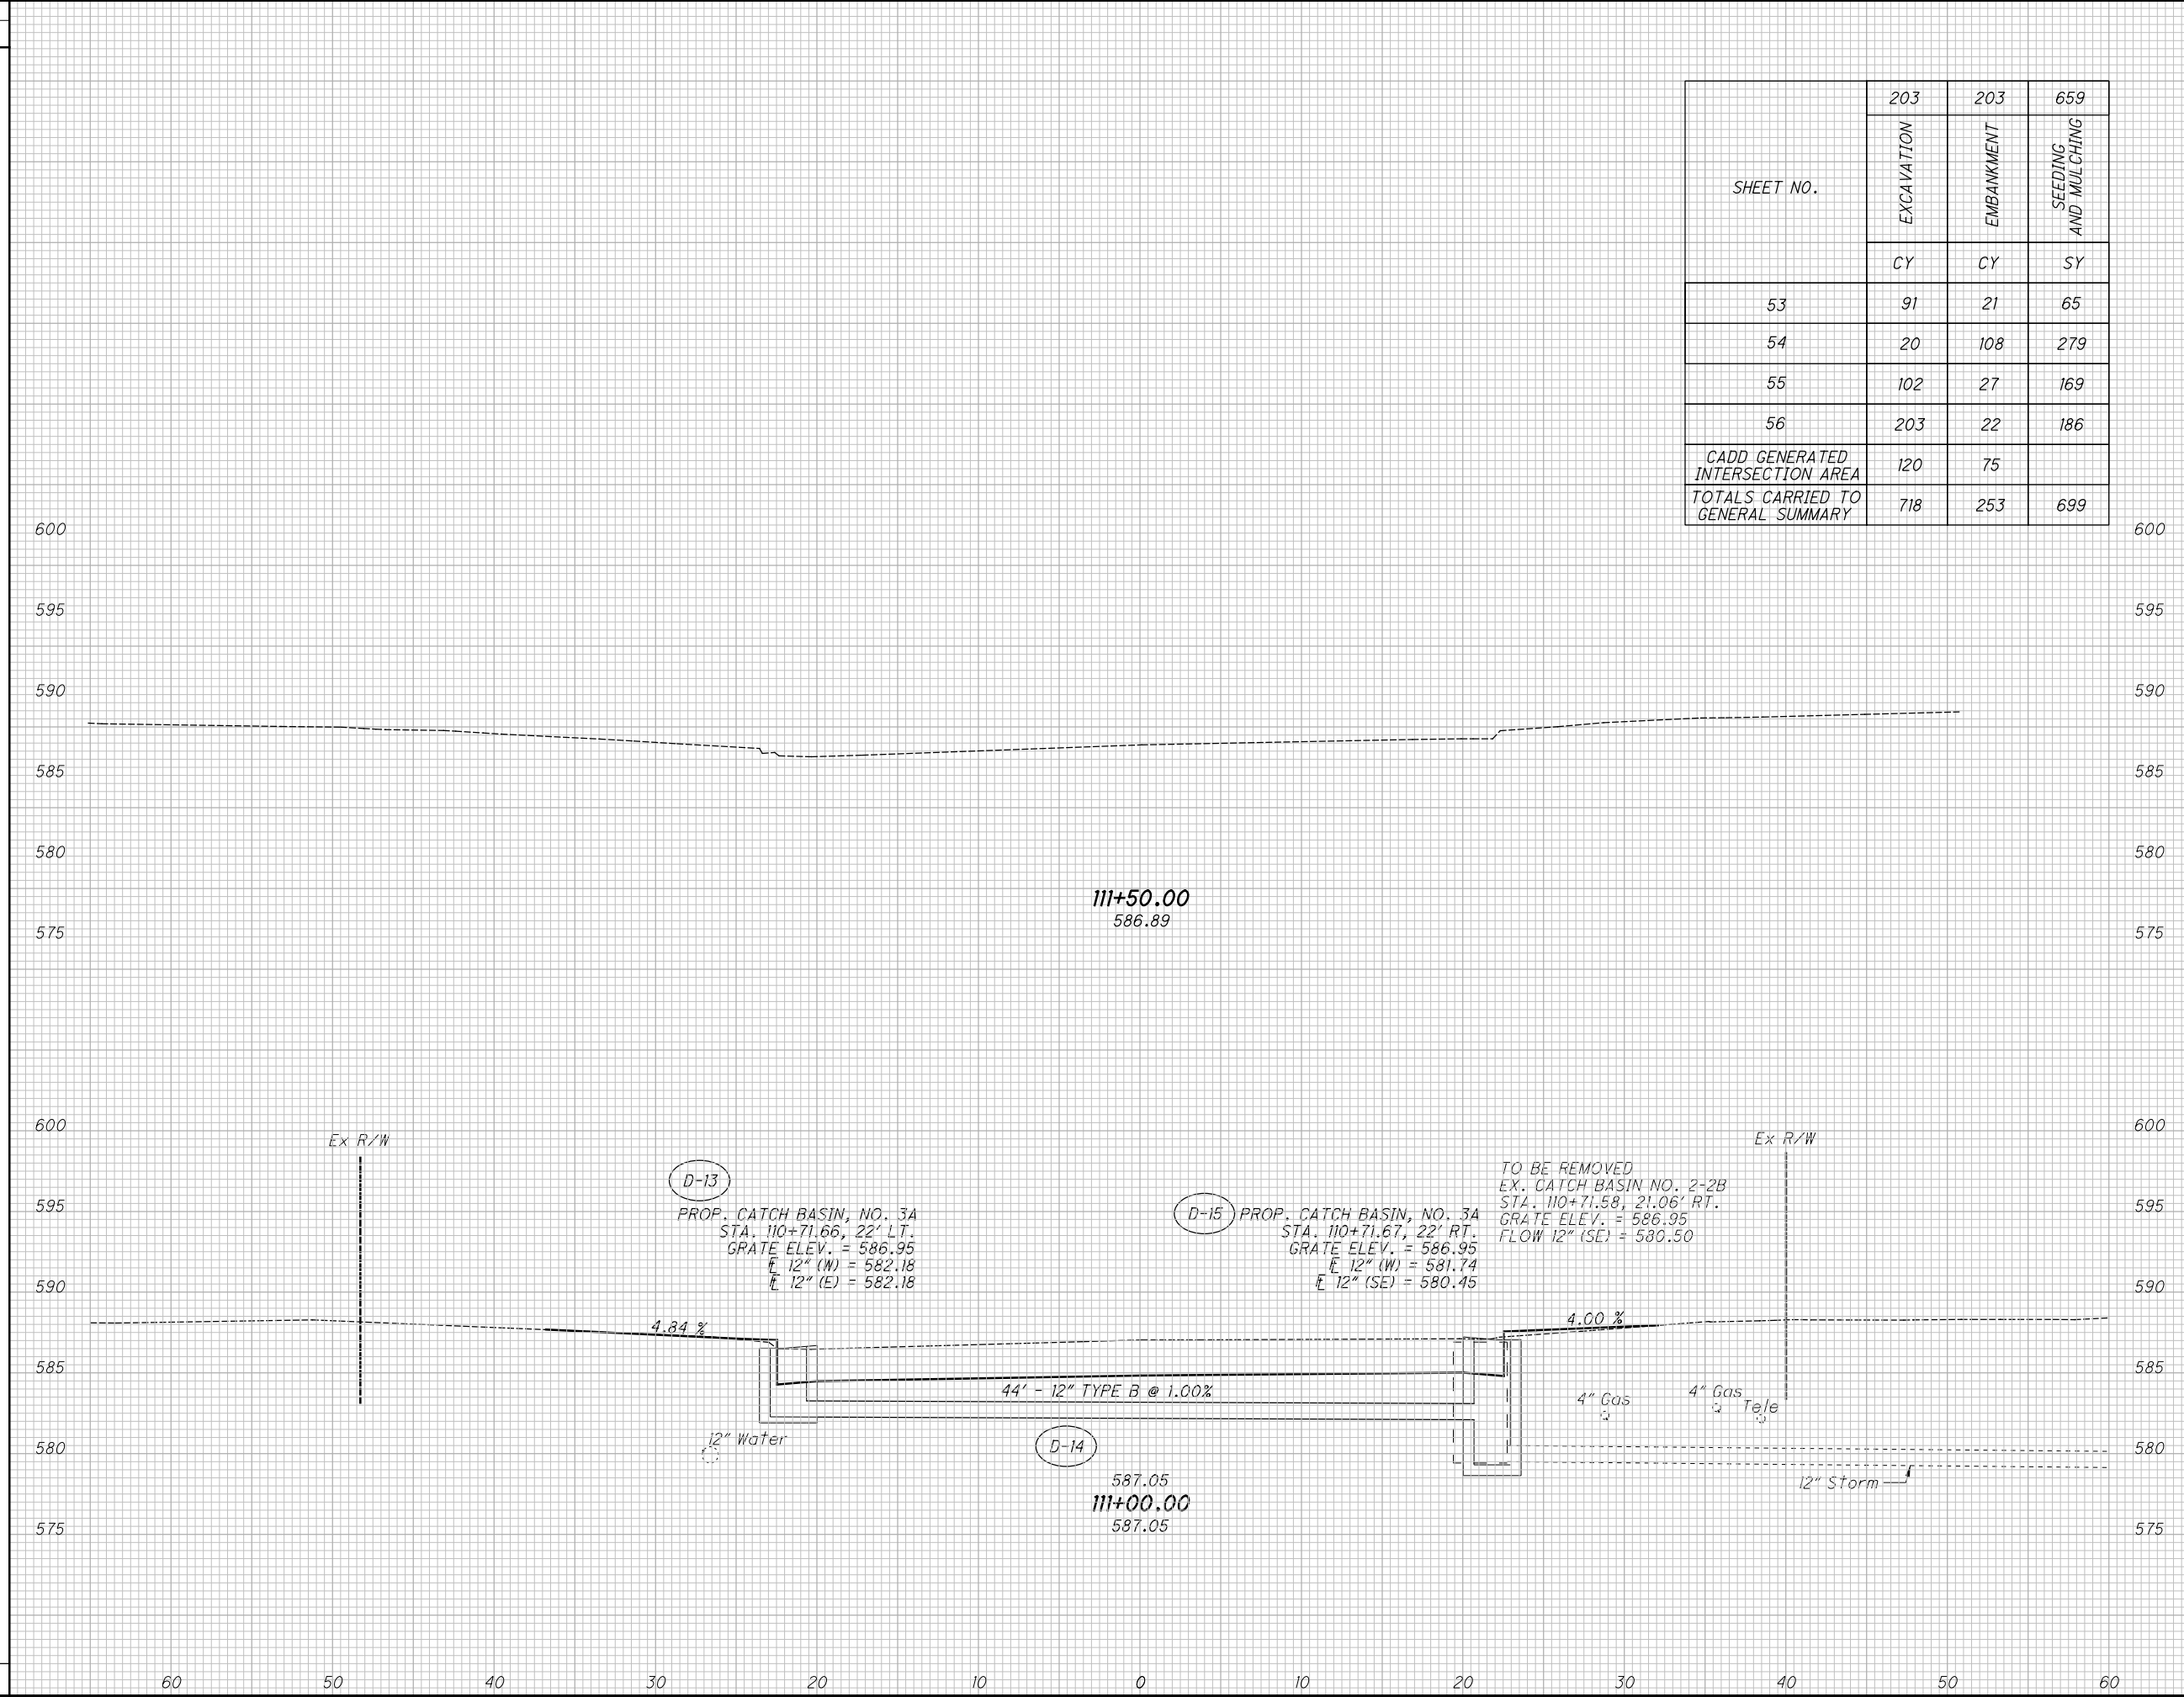 203 203 659
SHEET NO. EXCAVATION EMBANKMENT SEEDING AND MULCHING
CY CY SY
53 91 21 65
54 20 108 279
55 102 27 169
56 203 22 186
CADD GENERATED
INTERSECTION AREA 120 75
TOTALS CARRIED TO
GENERAL SUMMARY 718 253 699
600 600
595 595
590 590
585 585
580 580
111+50.00
586.89
575 575
600 600
Ex R/W Ex R/W
D-13
PROP. CATCH BASIN, NO. 3A
STA. 110+71.66, 22' LT.
GRATE ELEV. = 586.95
℄ 12" (W) = 582.18
℄ 12" (E) = 582.18
D-15
PROP. CATCH BASIN, NO. 3A
STA. 110+71.67, 22' RT.
GRATE ELEV. = 586.95
℄ 12" (W) = 581.74
℄ 12" (SE) = 580.45
TO BE REMOVED
EX. CATCH BASIN NO. 2-2B
STA. 110+71.58, 21.06' RT.
GRATE ELEV. = 586.95
FLOW 12" (SE) = 580.50
595 595
590 590
4.84 % 4.00 %
585 585
44' - 12" TYPE B @ 1.00%
4" Gas
4" Gas
Tele
12" Water
D-14
580 580
12" Storm
587.05
111+00.00
587.05
575 575
60 50 40 30 20 10 0 10 20 30 40 50 60